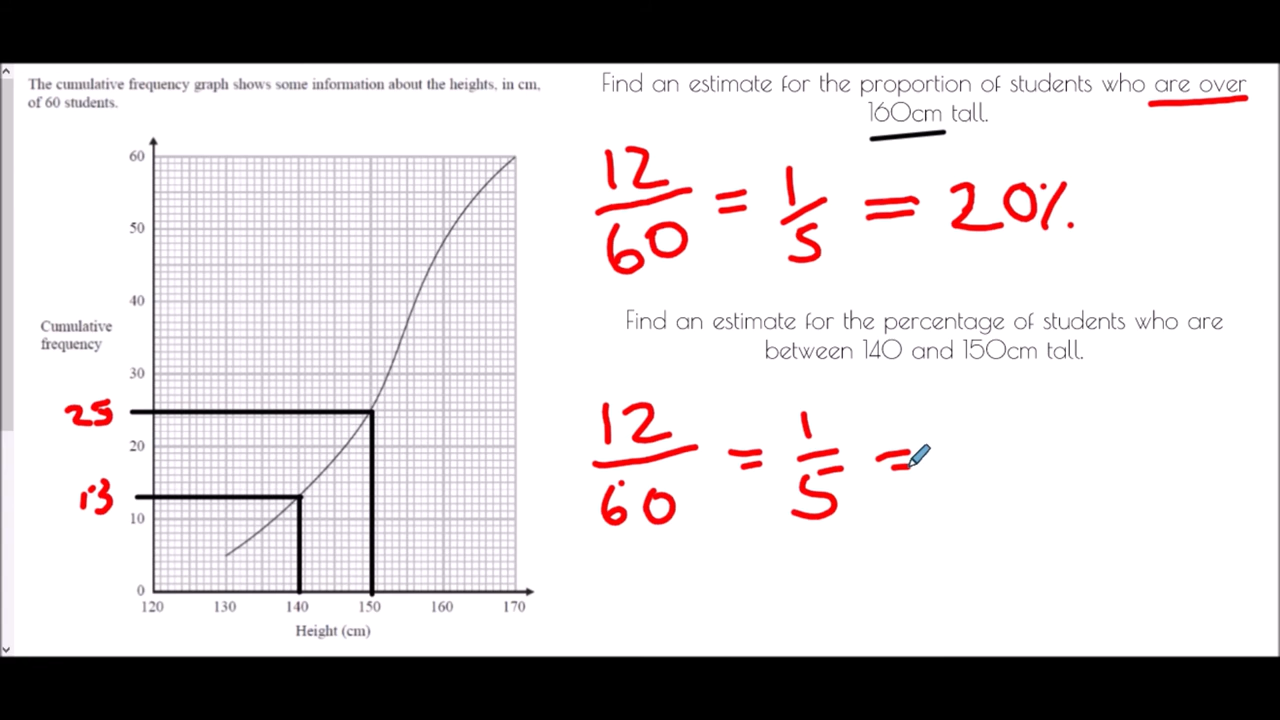 The cumulative frequency graph shows some information about the heights, in cm,
of 60 students.
60
50
40
30
20
10
0
Cumulative
frequency
25
13
120 130 140 150 160 170
Height (cm)
Find an estimate for the proportion of students who are over
160cm tall.
12/60 = 1/5 = 20%
Find an estimate for the percentage of students who are
between 140 and 150cm tall.
12/60 = 1/5 =